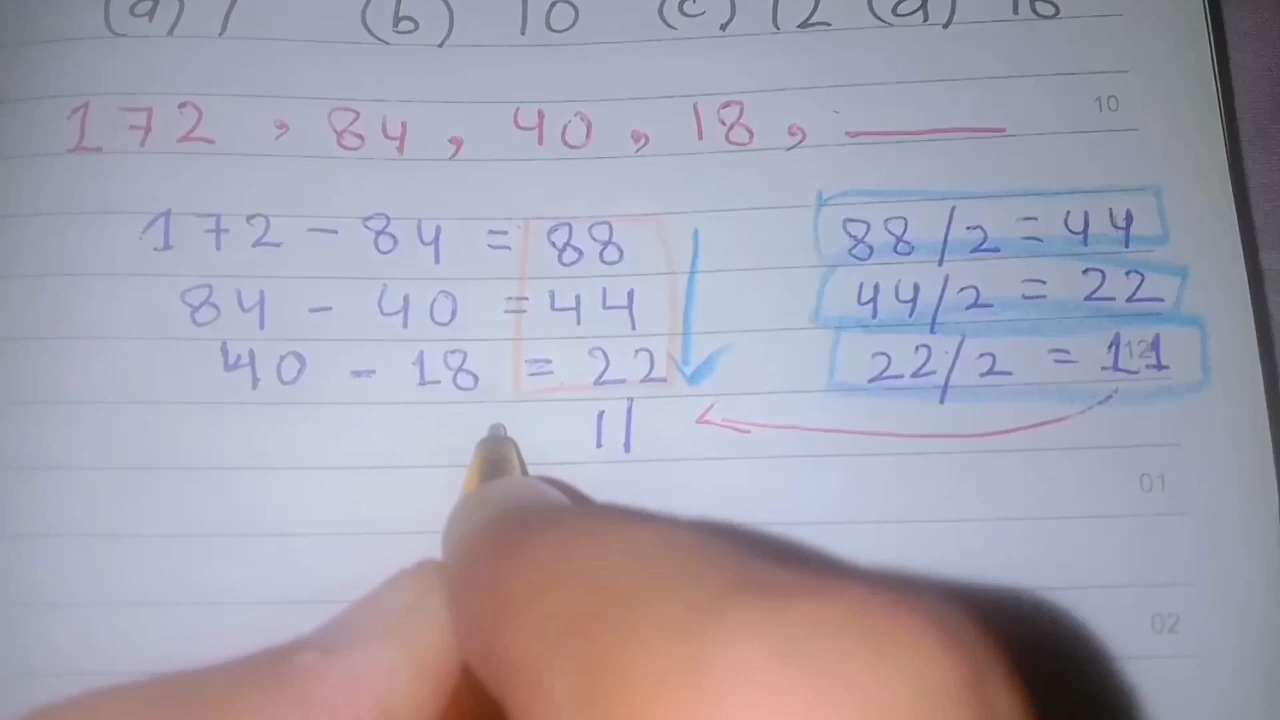 (b) 10 (c) 12 (d)
172 , 84 , 40 , 18 , ____
10
172 - 84 = 88
84 - 40 = 44
40 - 18 = 22
11
88/2 = 44
44/2 = 22
22/2 = 11
12
01
02